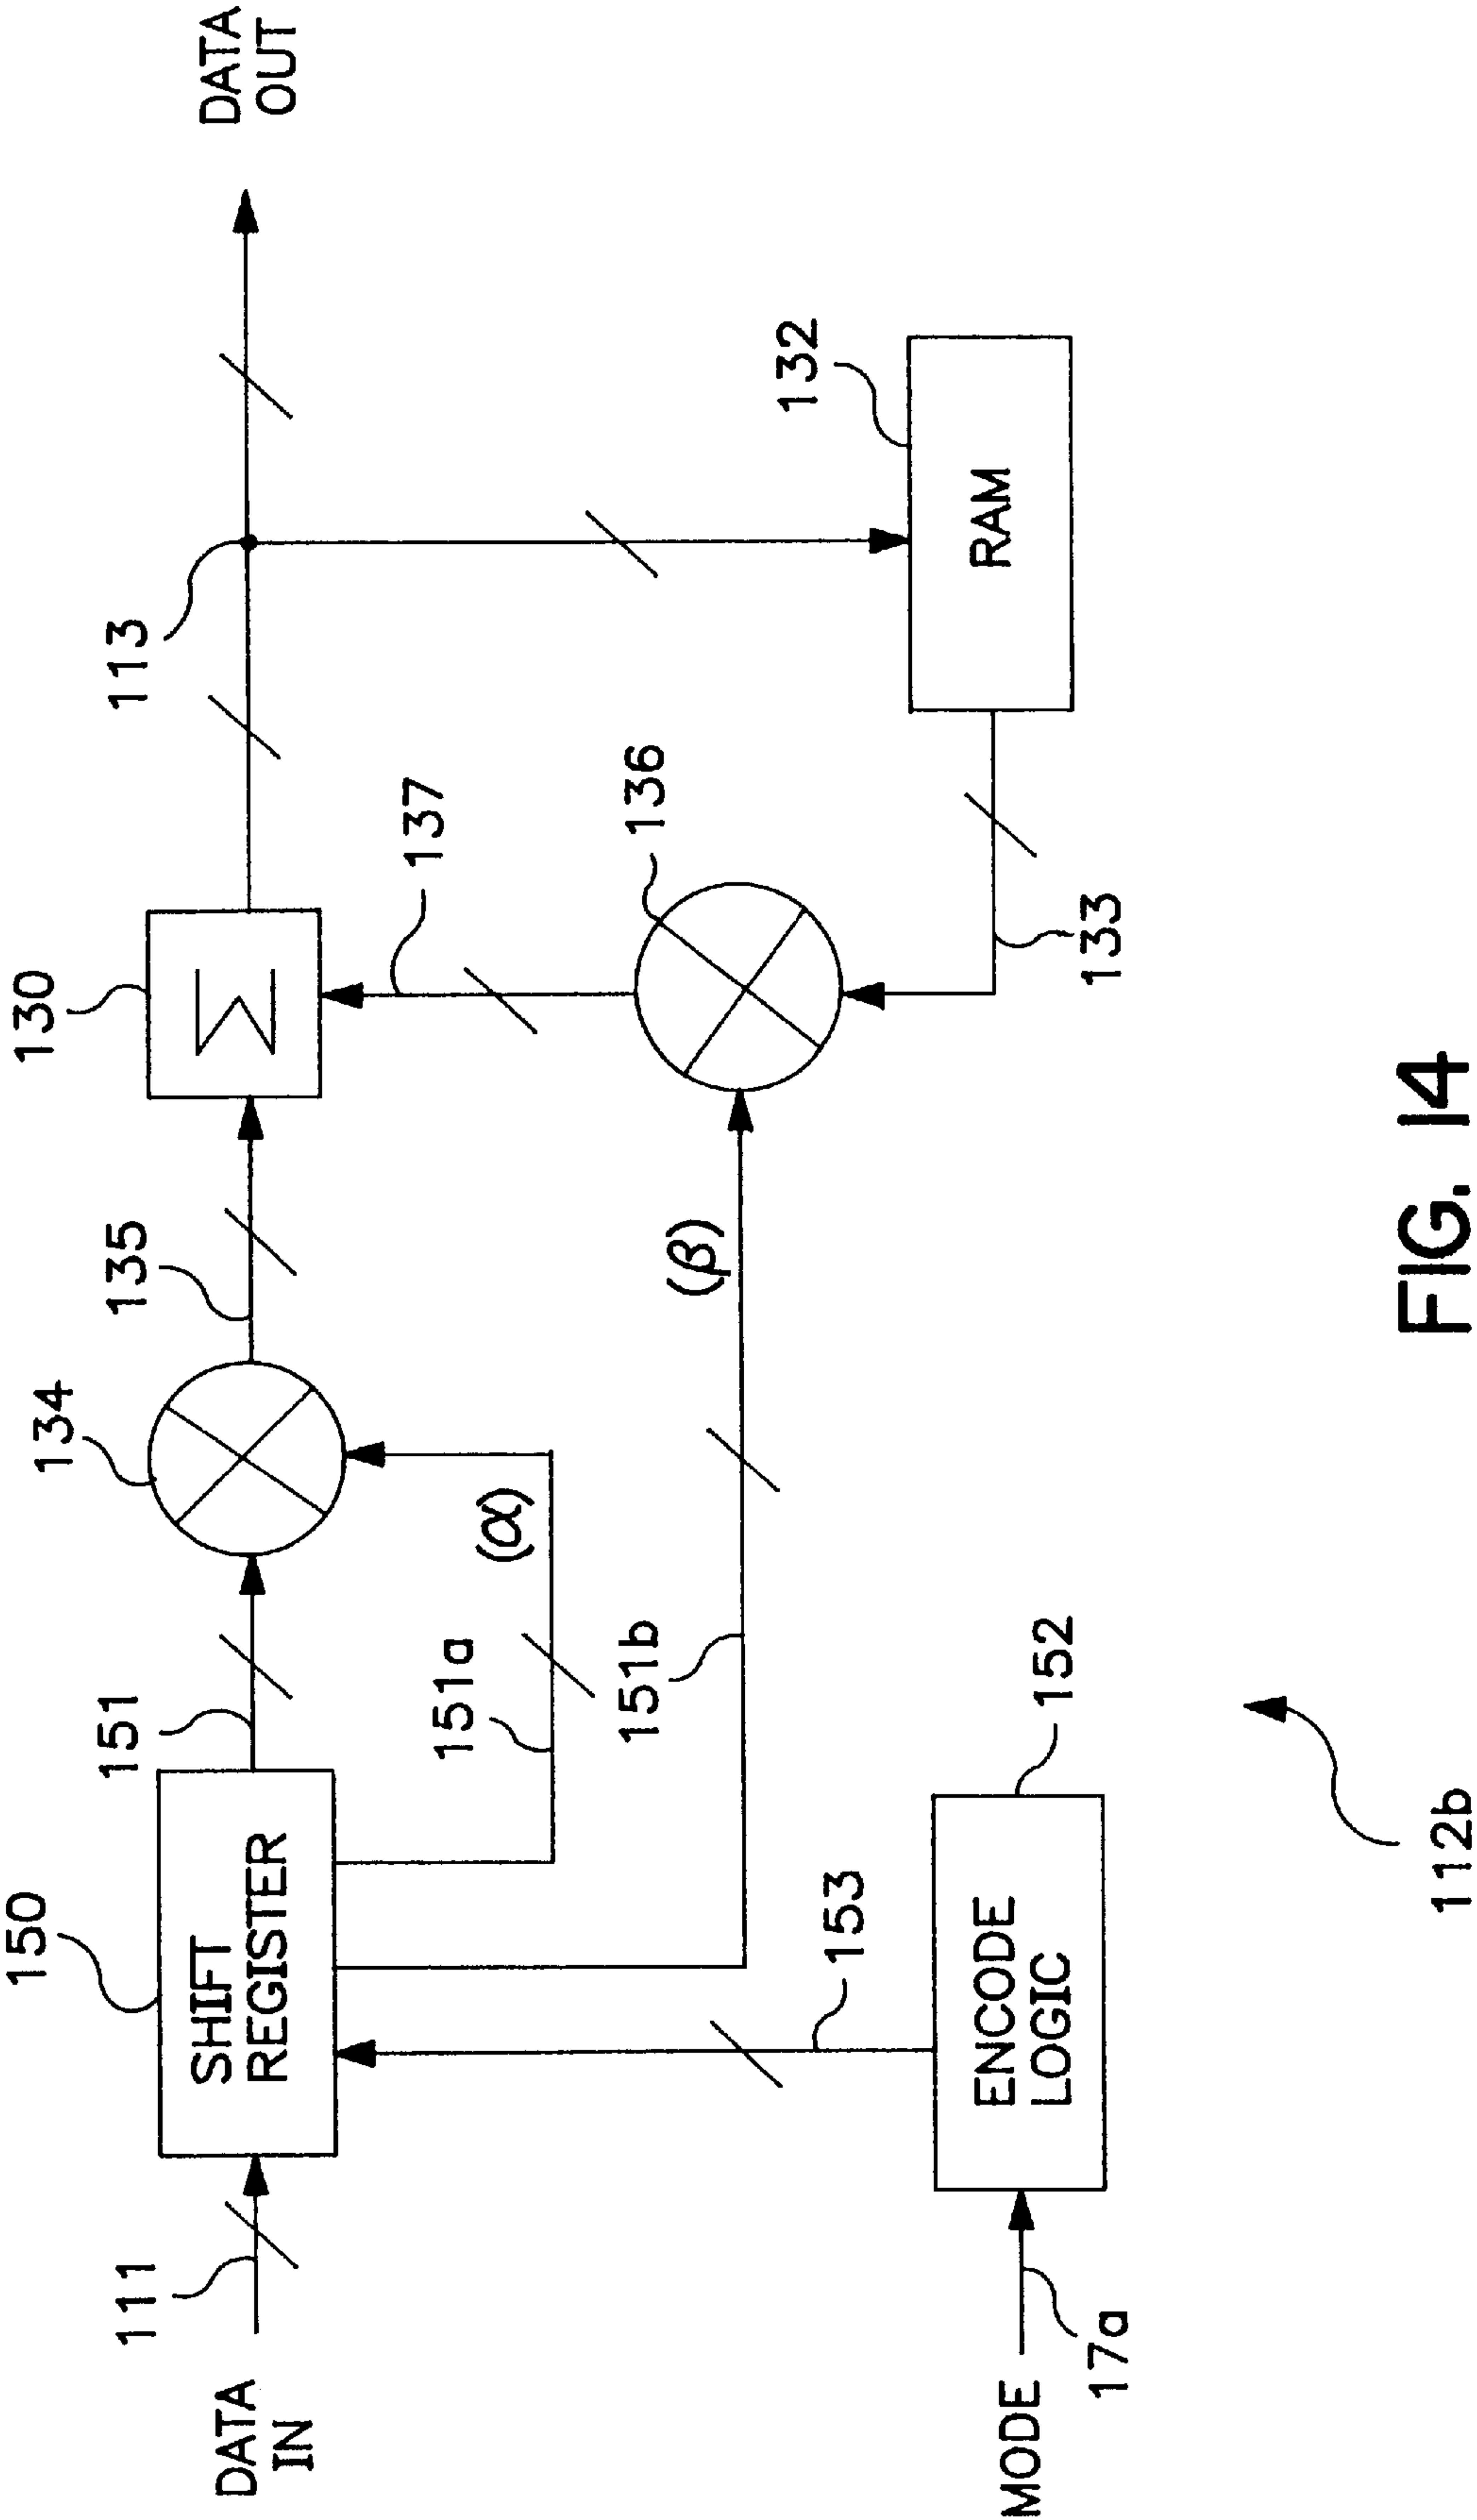 DATA
OUT
113
132
RAM
130
137
136
133
134
135
(β)
150
151
151a
(α)
151b
SHIFT
REGISTER
153
152
ENCODE
LOGIC
111
DATA
IN
MODE
17a
112b
FIG. 14
Σ